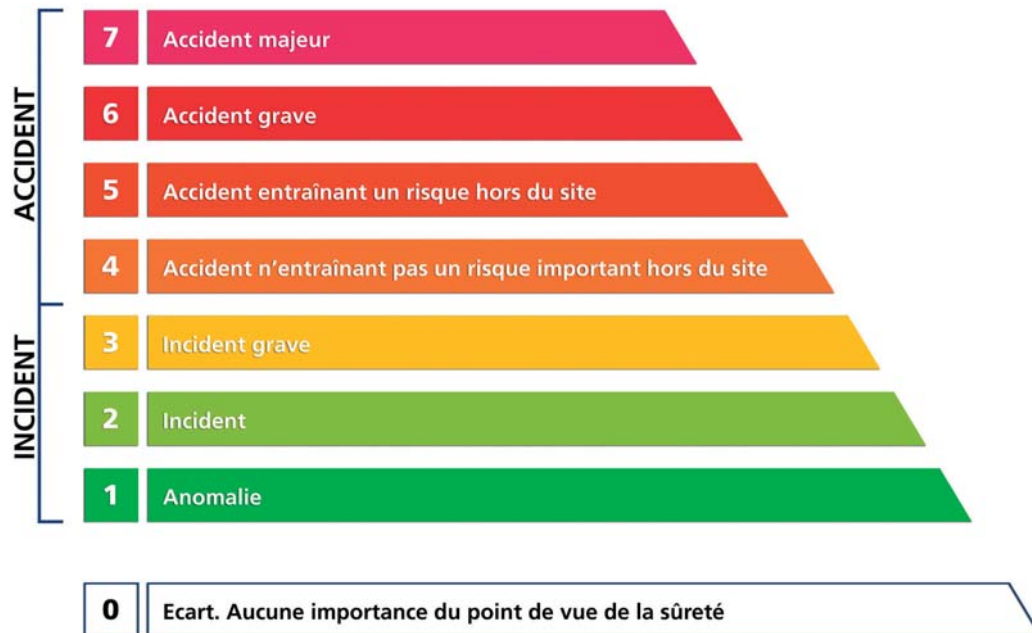 ACCIDENT
7 Accident majeur
6 Accident grave
5 Accident entraînant un risque hors du site
4 Accident n’entraînant pas un risque important hors du site
INCIDENT
3 Incident grave
2 Incident
1 Anomalie
0 Ecart. Aucune importance du point de vue de la sûreté